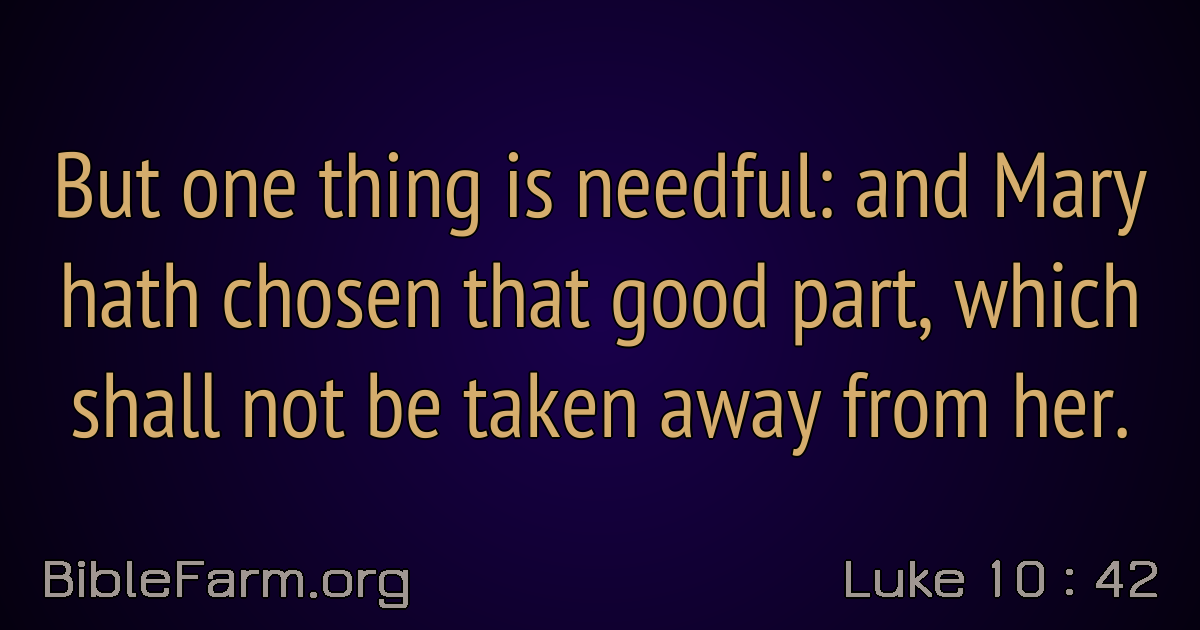 But one thing is needful: and Mary
hath chosen that good part, which
shall not be taken away from her.
BibleFarm.org
Luke 10 : 42